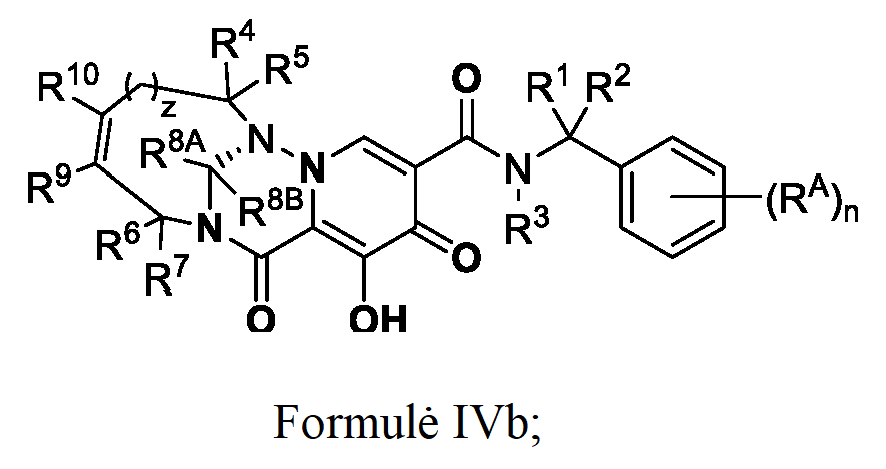 R⁴
R¹⁰ ( )z R⁵ O R¹ R²
R⁸ᴬ N N
R⁹ R⁸ᴮ N (Rᴬ)n
R⁶ N R³
R⁷ O
O OH
Formulė IVb;